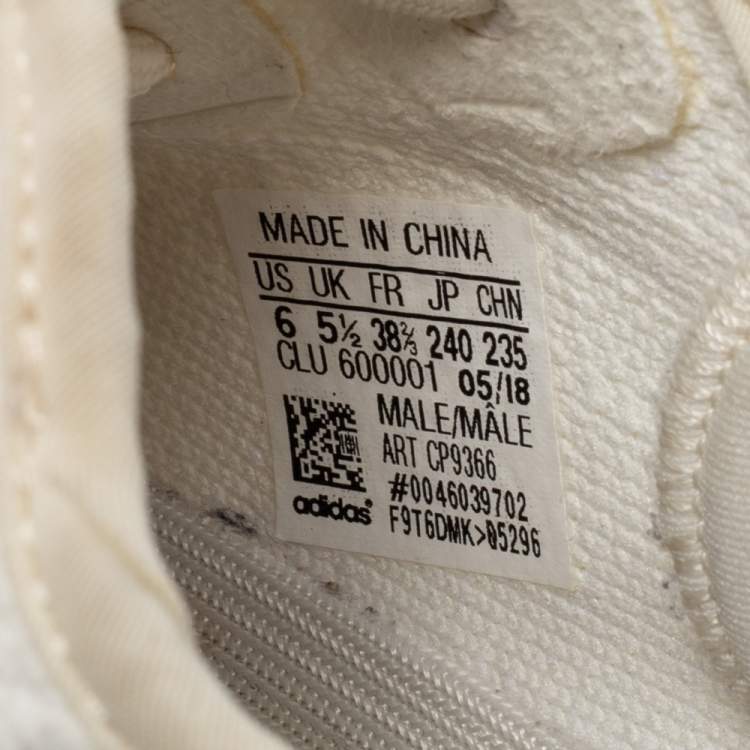 MADE IN CHINA
US UK FR JP CHN
6 5½ 38⅔ 240 235
CLU 600001 05/18
MALE/MÂLE
ART CP9366
#0046039702
adidas®
F9T6DMK>05296